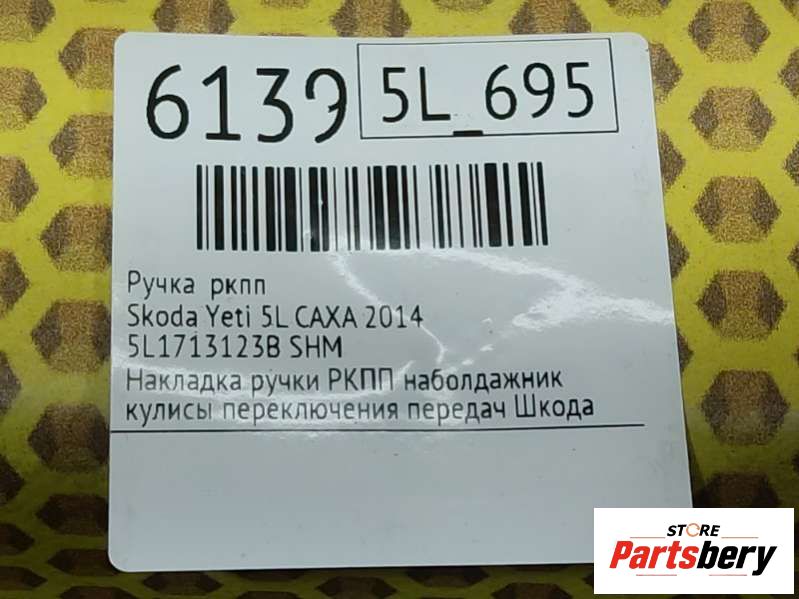 6139 5L_695
Ручка ркпп
Skoda Yeti 5L CAXA 2014
5L1713123B SHM
Накладка ручки РКПП наболдажник
кулисы переключения передач Шкода
STORE
Partsbery